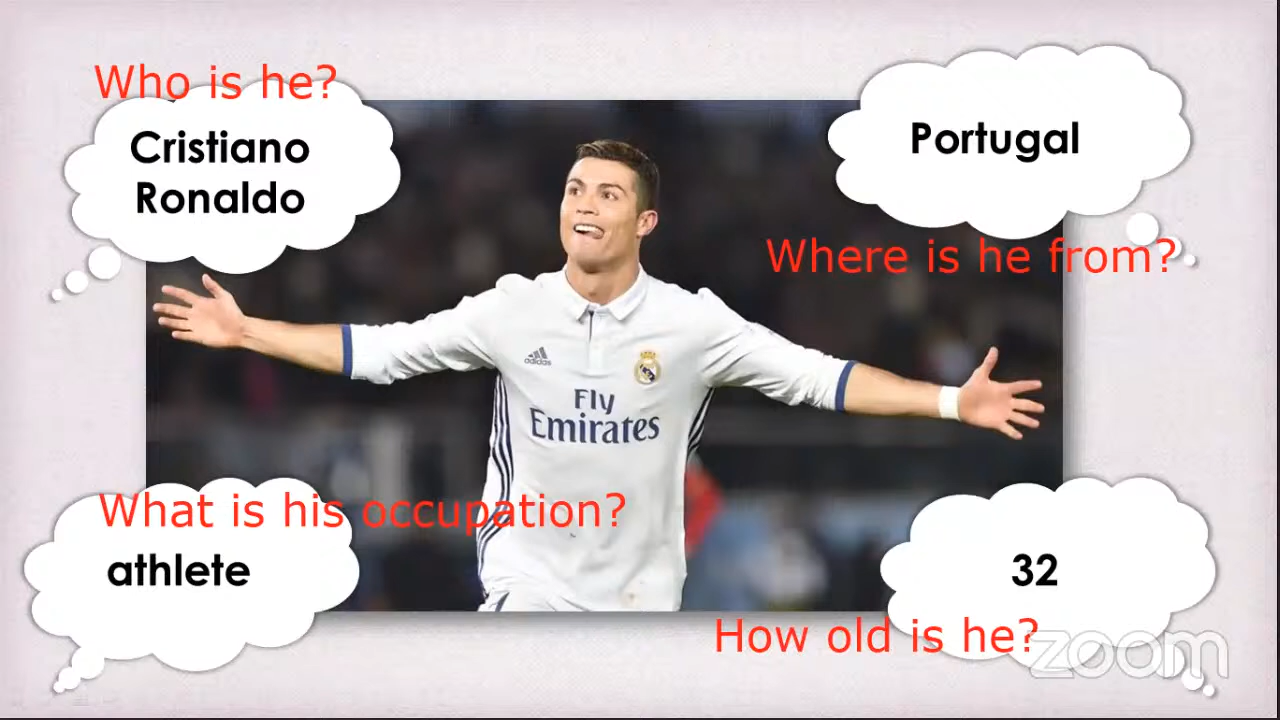 Who is he?
Cristiano
Ronaldo
Portugal
Where is he from?
adidas
Fly
Emirates
What is his occupation?
athlete
32
How old is he?
zoom